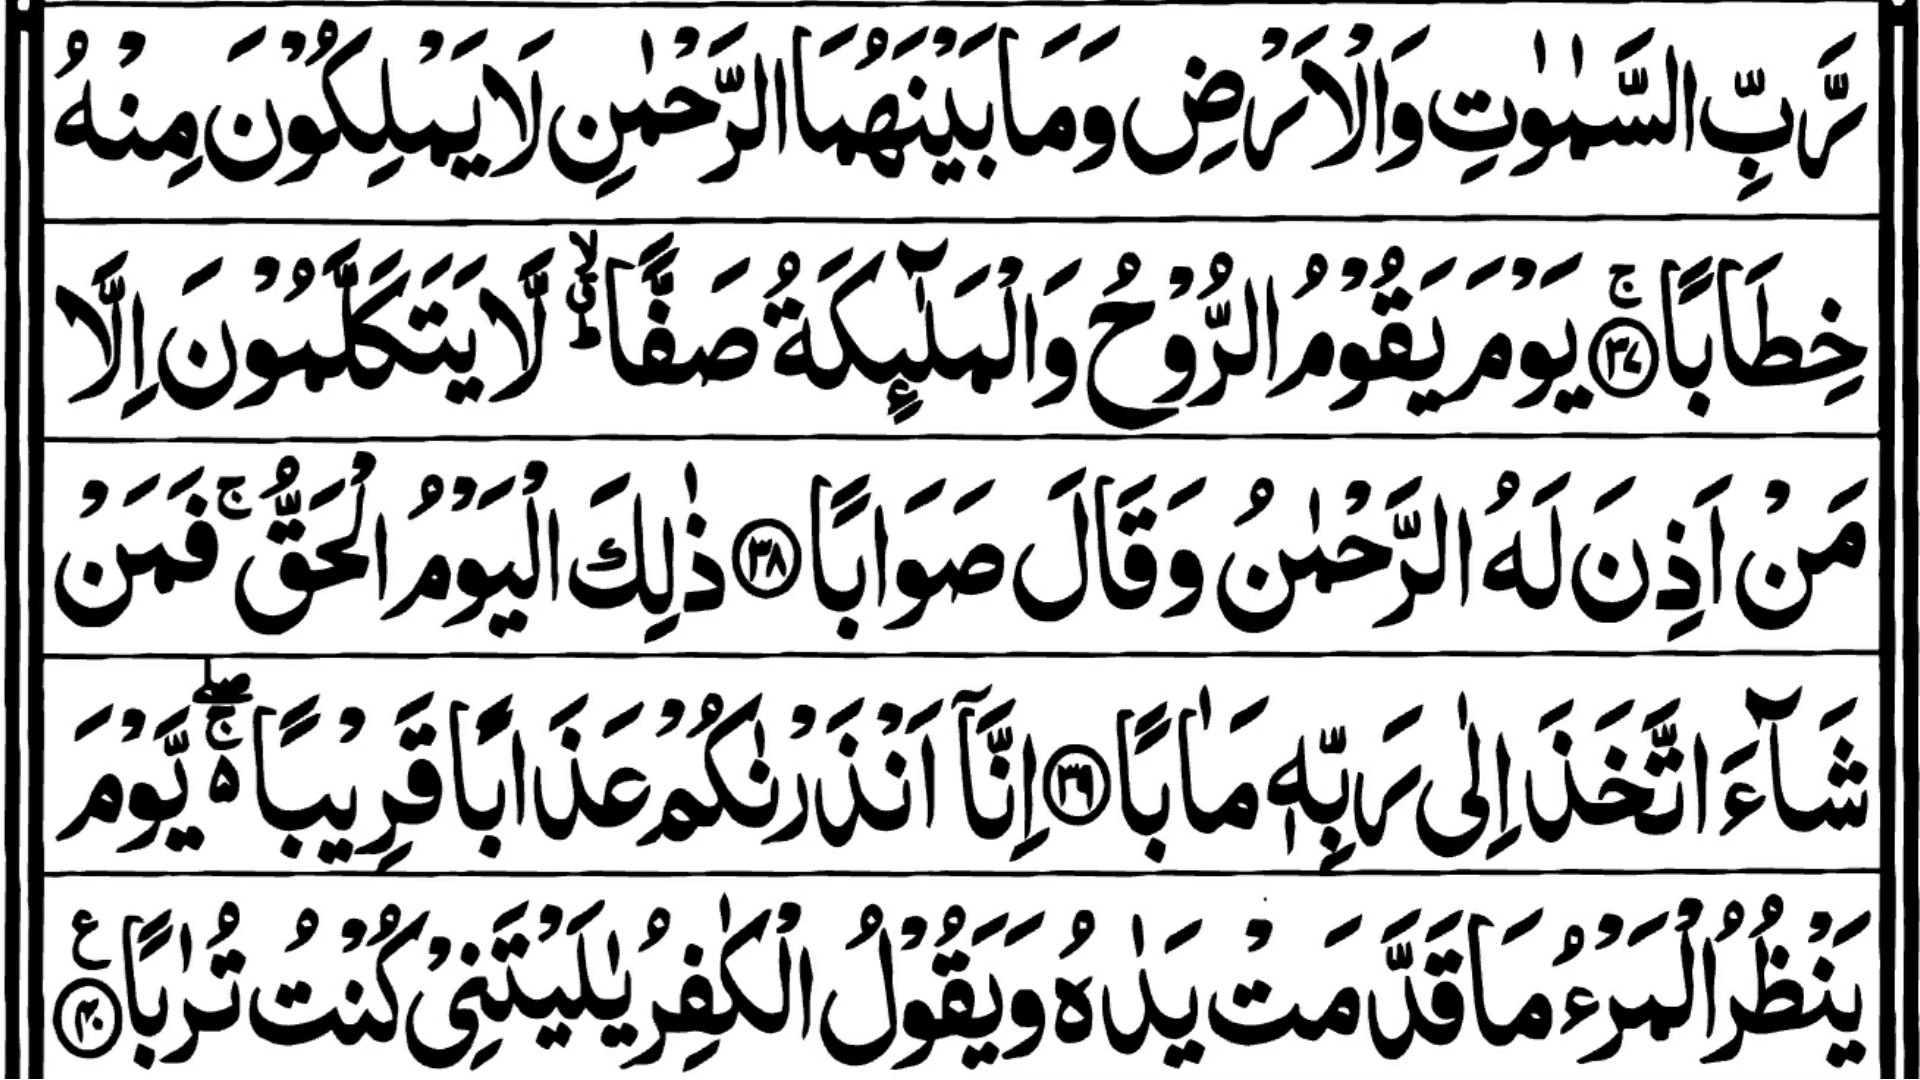 رَّبِّ السَّمٰوٰتِ وَالْاَرْضِ وَمَا بَيْنَهُمَا الرَّحْمٰنِ لَا يَمْلِكُوْنَ مِنْهُ
خِطَابًا ۚ ﴿۳۷﴾ يَوْمَ يَقُوْمُ الرُّوْحُ وَالْمَلٰٓئِكَةُ صَفًّا ۙ لَّا يَتَكَلَّمُوْنَ اِلَّا
مَنْ اَذِنَ لَهُ الرَّحْمٰنُ وَقَالَ صَوَابًا ﴿۳۸﴾ ذٰلِكَ الْيَوْمُ الْحَقُّ ۚ فَمَنْ
شَآءَ اتَّخَذَ اِلٰى رَبِّهٖ مَاٰبًا ﴿۳۹﴾ اِنَّاۤ اَنْذَرْنٰكُمْ عَذَابًا قَرِيْبًا ۖۚ۵ يَّوْمَ
يَنْظُرُ الْمَرْءُ مَا قَدَّمَتْ يَدٰهُ وَيَقُوْلُ الْكٰفِرُ يٰلَيْتَنِىْ كُنْتُ تُرٰبًا ﴿۴۰﴾ ع